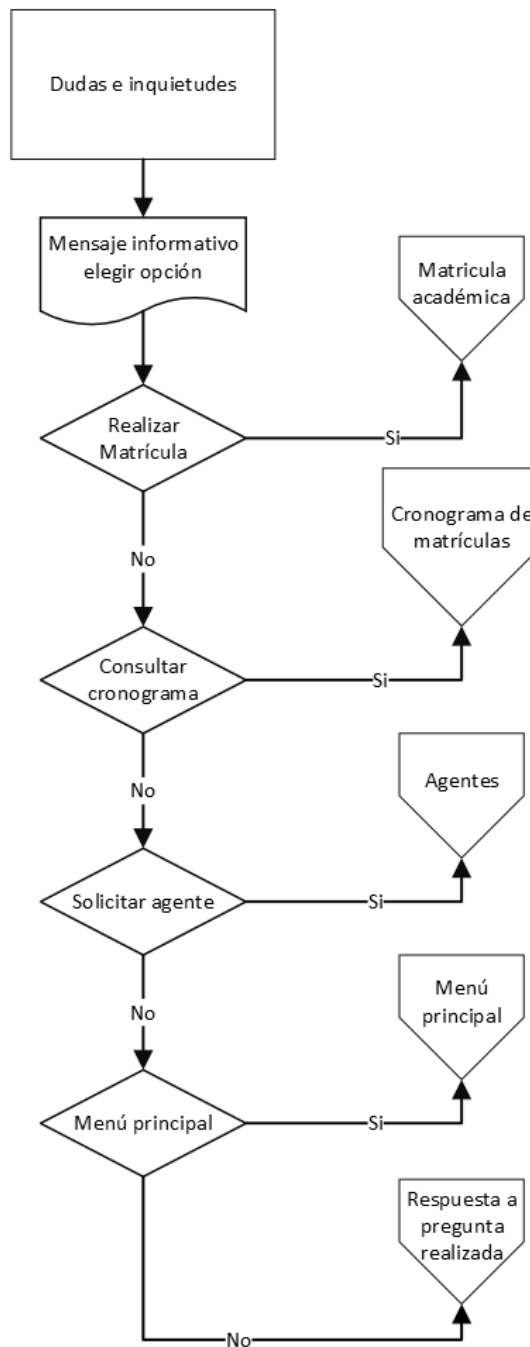 Dudas e inquietudes
Mensaje informativo
elegir opción
Matricula
académica
Realizar
Matrícula
Si
No
Cronograma de
matrículas
Consultar
cronograma
Si
No
Agentes
Solicitar agente
Si
No
Menú
principal
Menú principal
Si
Respuesta a
pregunta
realizada
No